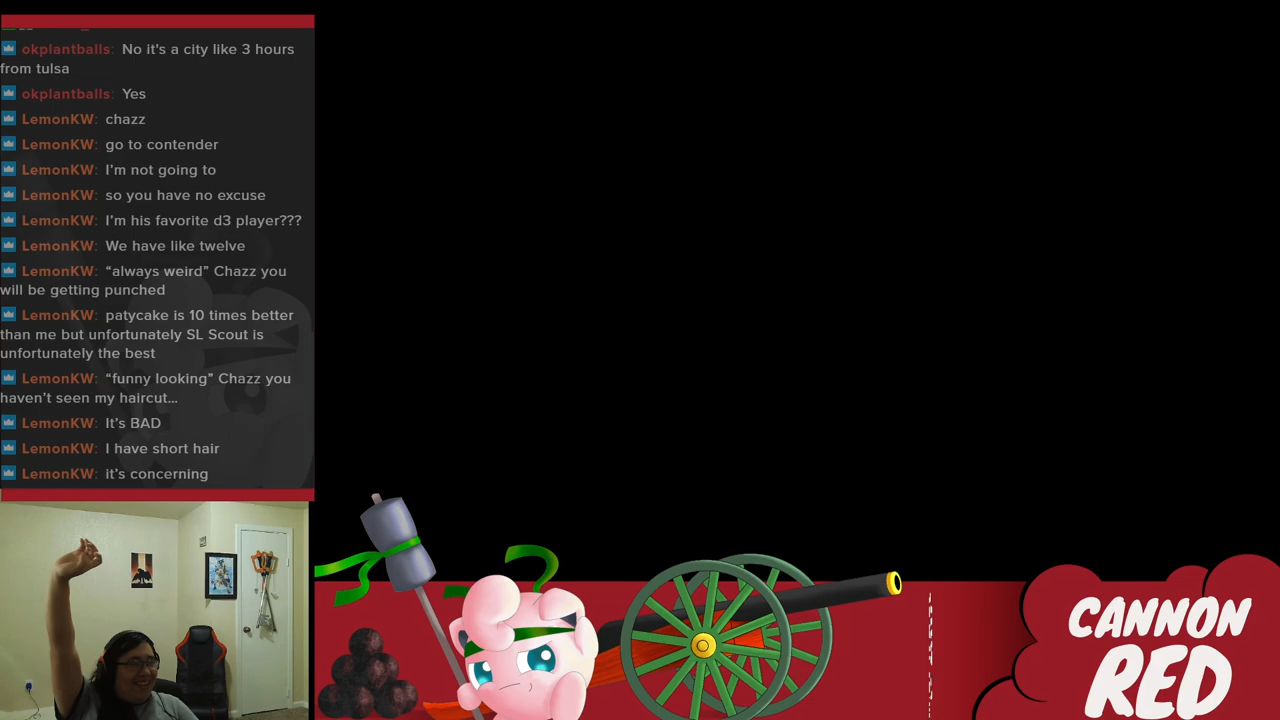 okplantballs: No it's a city like 3 hours
from tulsa
okplantballs: Yes
LemonKW: chazz
LemonKW: go to contender
LemonKW: I'm not going to
LemonKW: so you have no excuse
LemonKW: I'm his favorite d3 player???
LemonKW: We have like twelve
LemonKW: “always weird” Chazz you
will be getting punched
LemonKW: patycake is 10 times better
than me but unfortunately SL Scout is
unfortunately the best
LemonKW: “funny looking” Chazz you
haven't seen my haircut...
LemonKW: It's BAD
LemonKW: I have short hair
LemonKW: it's concerning
CANNON
RED